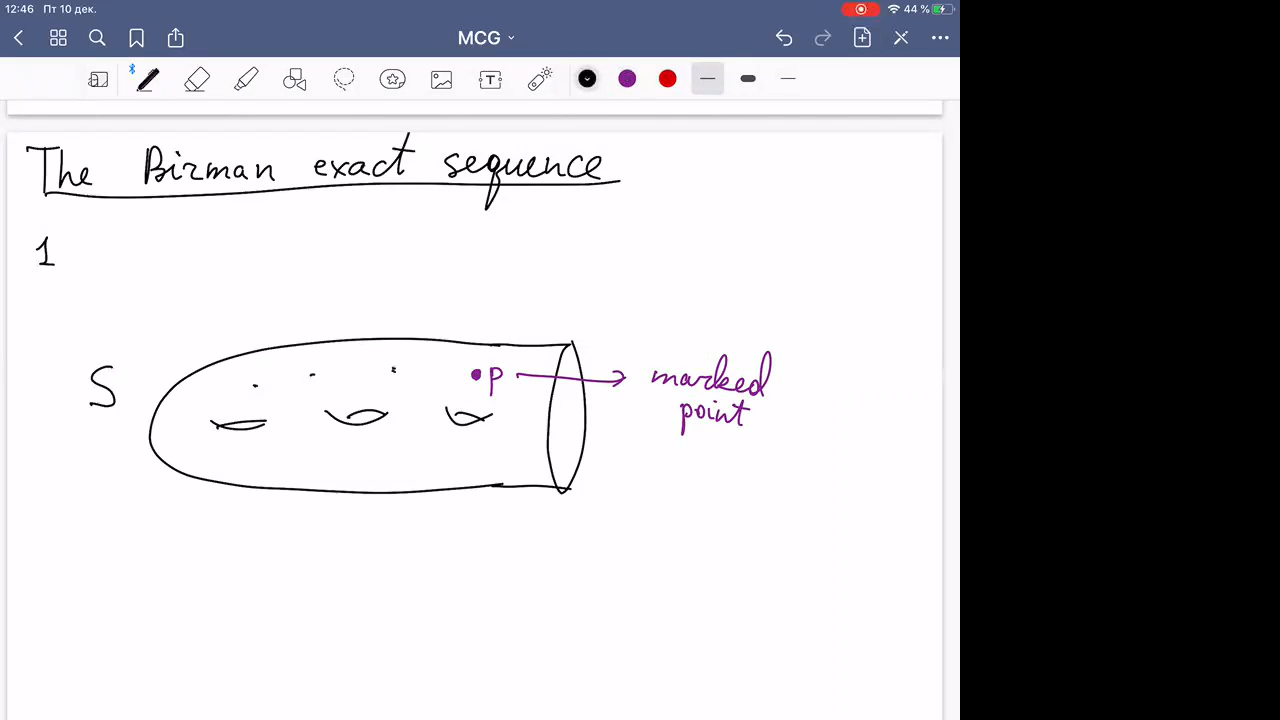 12:46 Пт 10 дек.
44 %
MCG
T
The Birman exact sequence
1
S
p
marked
point